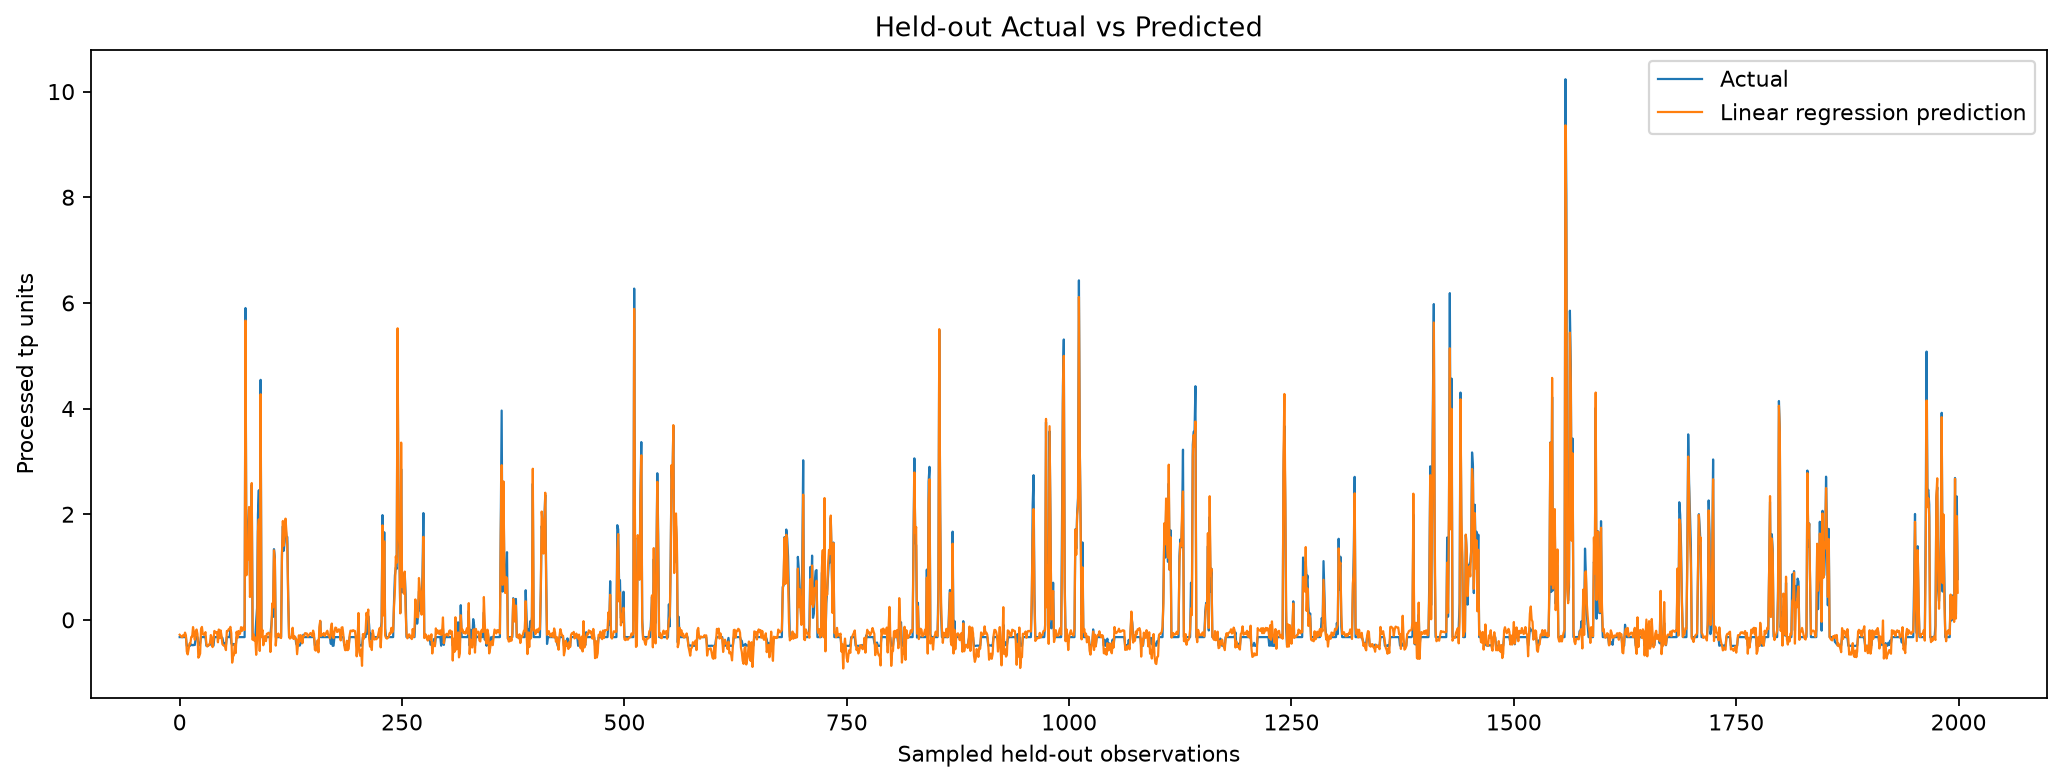 Held-out Actual vs Predicted
Actual
Linear regression prediction
Processed tp units
10
8
6
4
2
0
0 250 500 750 1000 1250 1500 1750 2000
Sampled held-out observations